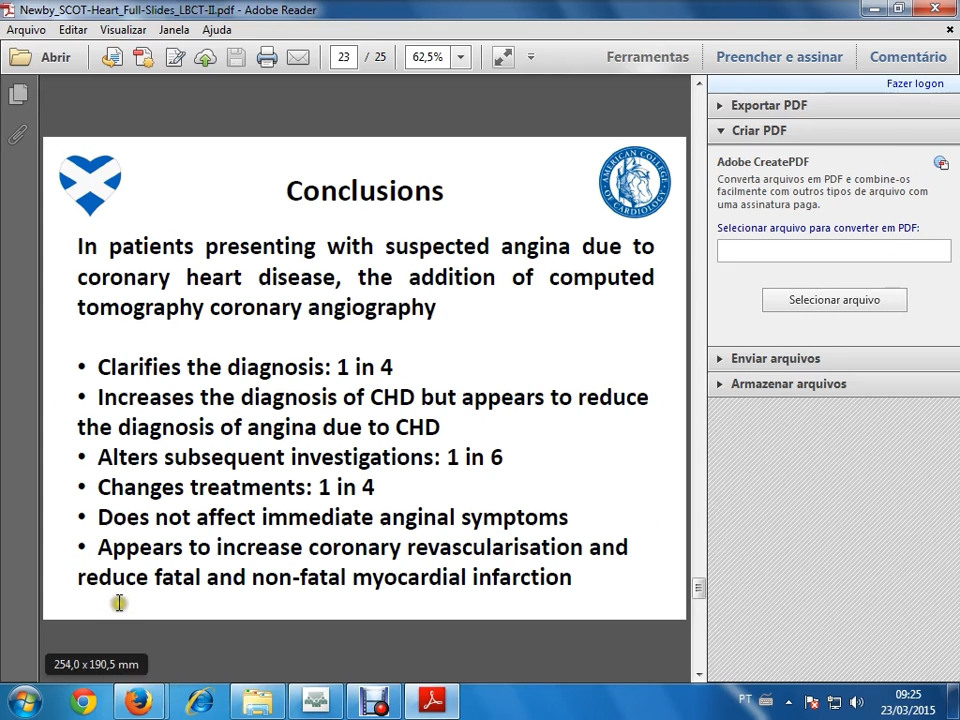 Newby_SCOT-Heart_Full-Slides_LBCT-II.pdf - Adobe Reader
Arquivo Editar Visualizar Janela Ajuda
Abrir
23 / 25
62,5%
Ferramentas
Preencher e assinar
Comentário
Fazer logon
AMERICAN COLLEGE OF CARDIOLOGY
Conclusions
In patients presenting with suspected angina due to
coronary heart disease, the addition of computed
tomography coronary angiography
• Clarifies the diagnosis: 1 in 4
• Increases the diagnosis of CHD but appears to reduce
the diagnosis of angina due to CHD
• Alters subsequent investigations: 1 in 6
• Changes treatments: 1 in 4
• Does not affect immediate anginal symptoms
• Appears to increase coronary revascularisation and
reduce fatal and non-fatal myocardial infarction
254,0 x 190,5 mm
Exportar PDF
Criar PDF
Adobe CreatePDF
Converta arquivos em PDF e combine-os
facilmente com outros tipos de arquivo com
uma assinatura paga.
Selecionar arquivo para converter em PDF:
Selecionar arquivo
Enviar arquivos
Armazenar arquivos
PT
09:25
23/03/2015